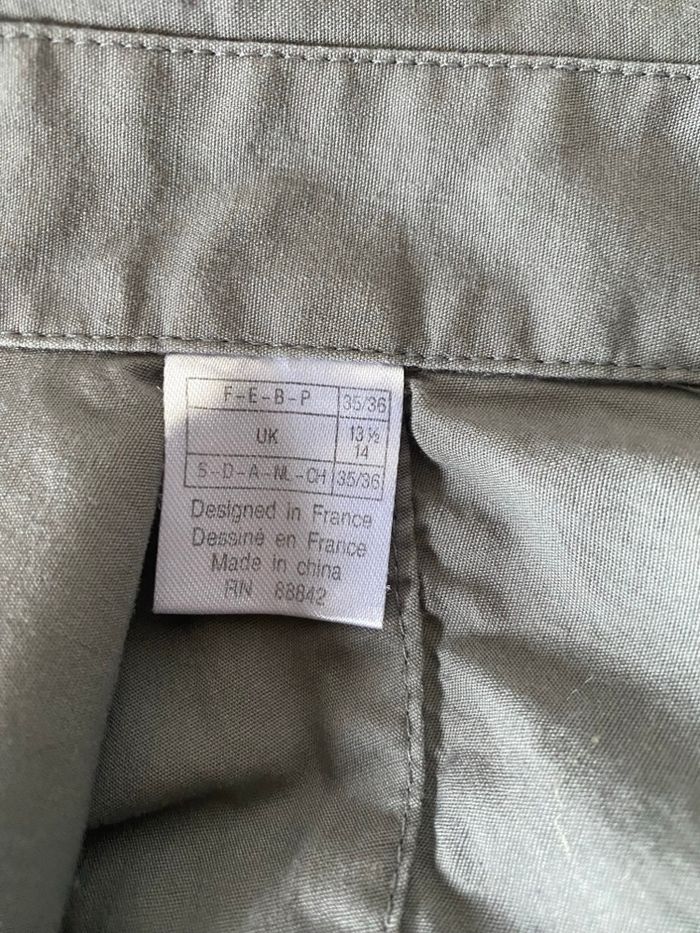 F-E-B-P 35/36
UK 13 ½ 14
S-D-A-NL-CH 35/36
Designed in France
Dessiné en France
Made in china
RN 88842